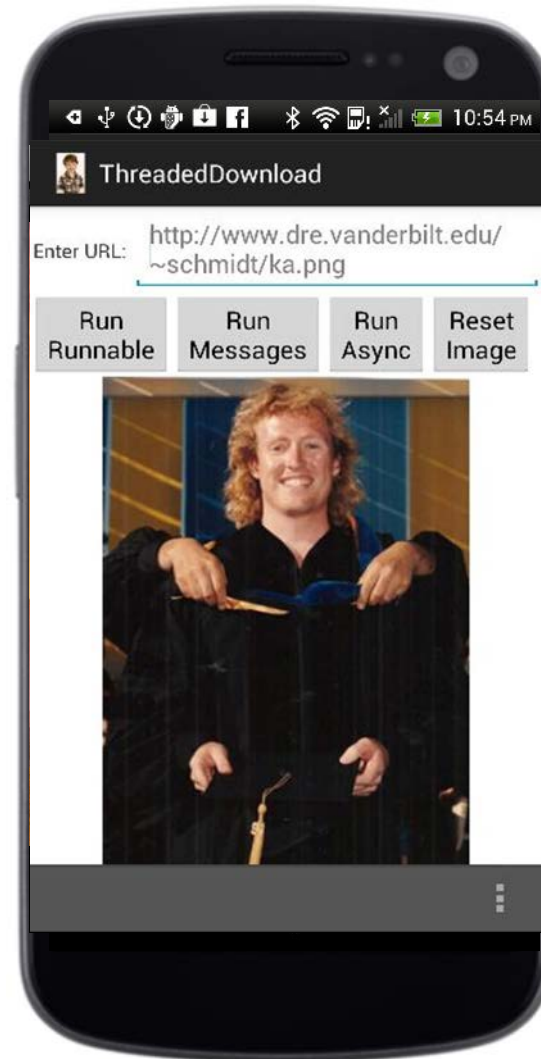 10:54 PM
ThreadedDownload
Enter URL:
http://www.dre.vanderbilt.edu/
~schmidt/ka.png
Run
Runnable
Run
Messages
Run
Async
Reset
Image